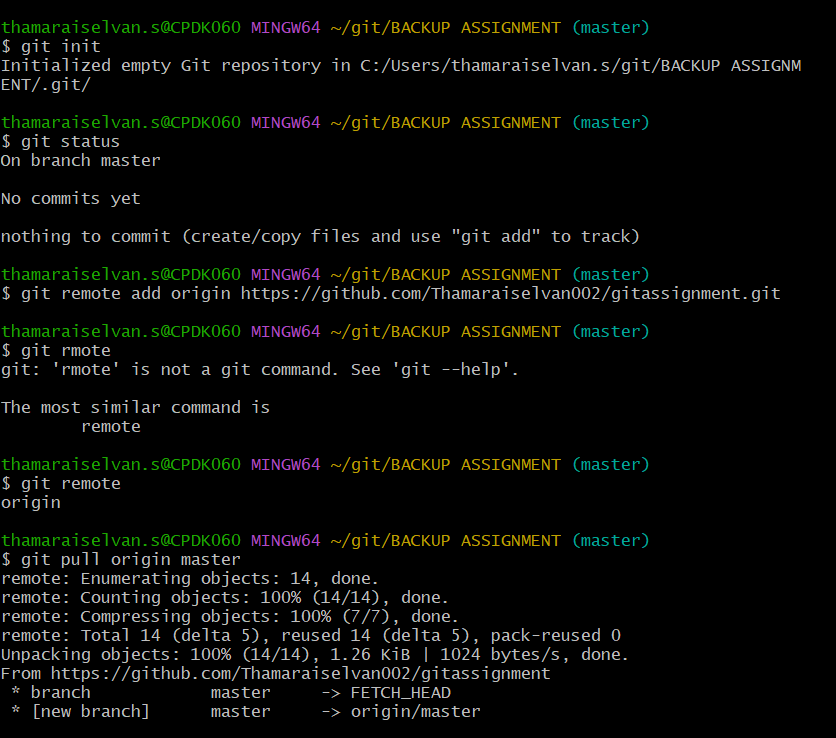 thamaraiselvan.s@CPDK060 MINGW64 ~/git/BACKUP ASSIGNMENT (master)
$ git init
Initialized empty Git repository in C:/Users/thamaraiselvan.s/git/BACKUP ASSIGNM
ENT/.git/
thamaraiselvan.s@CPDK060 MINGW64 ~/git/BACKUP ASSIGNMENT (master)
$ git status
On branch master
No commits yet
nothing to commit (create/copy files and use "git add" to track)
thamaraiselvan.s@CPDK060 MINGW64 ~/git/BACKUP ASSIGNMENT (master)
$ git remote add origin https://github.com/Thamaraiselvan002/gitassignment.git
thamaraiselvan.s@CPDK060 MINGW64 ~/git/BACKUP ASSIGNMENT (master)
$ git rmote
git: 'rmote' is not a git command. See 'git --help'.
The most similar command is
        remote
thamaraiselvan.s@CPDK060 MINGW64 ~/git/BACKUP ASSIGNMENT (master)
$ git remote
origin
thamaraiselvan.s@CPDK060 MINGW64 ~/git/BACKUP ASSIGNMENT (master)
$ git pull origin master
remote: Enumerating objects: 14, done.
remote: Counting objects: 100% (14/14), done.
remote: Compressing objects: 100% (7/7), done.
remote: Total 14 (delta 5), reused 14 (delta 5), pack-reused 0
Unpacking objects: 100% (14/14), 1.26 KiB | 1024 bytes/s, done.
From https://github.com/Thamaraiselvan002/gitassignment
 * branch            master     -> FETCH_HEAD
 * [new branch]      master     -> origin/master